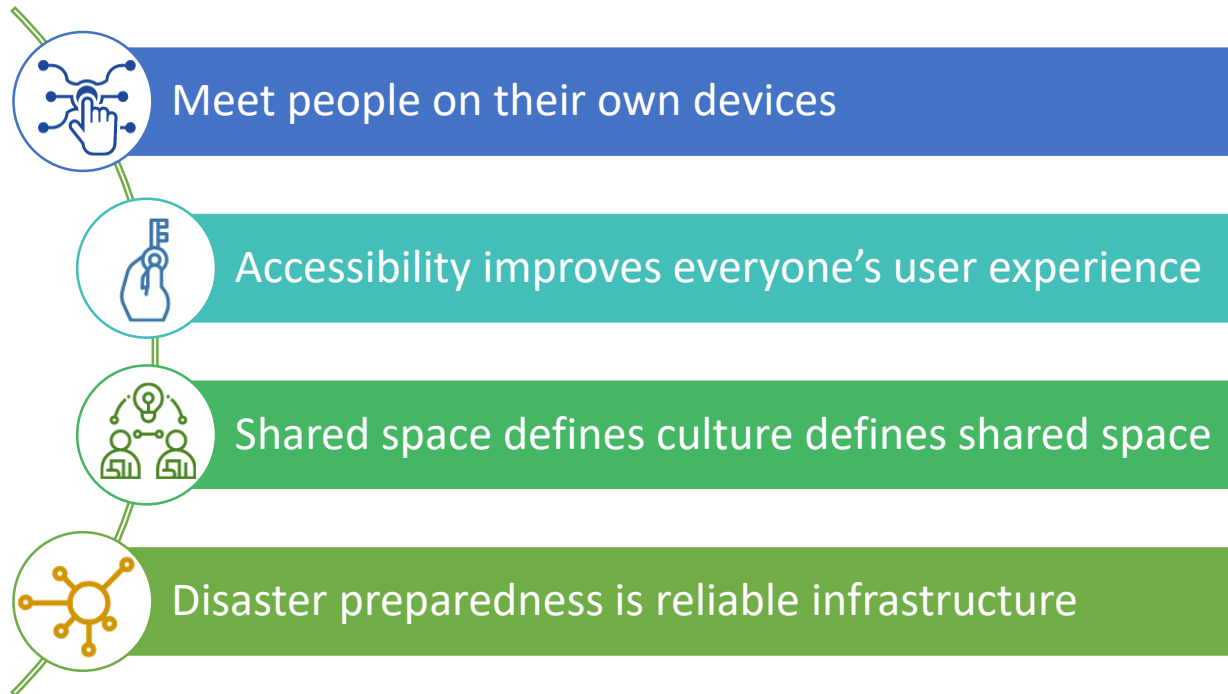 Meet people on their own devices
Accessibility improves everyone’s user experience
Shared space defines culture defines shared space
Disaster preparedness is reliable infrastructure